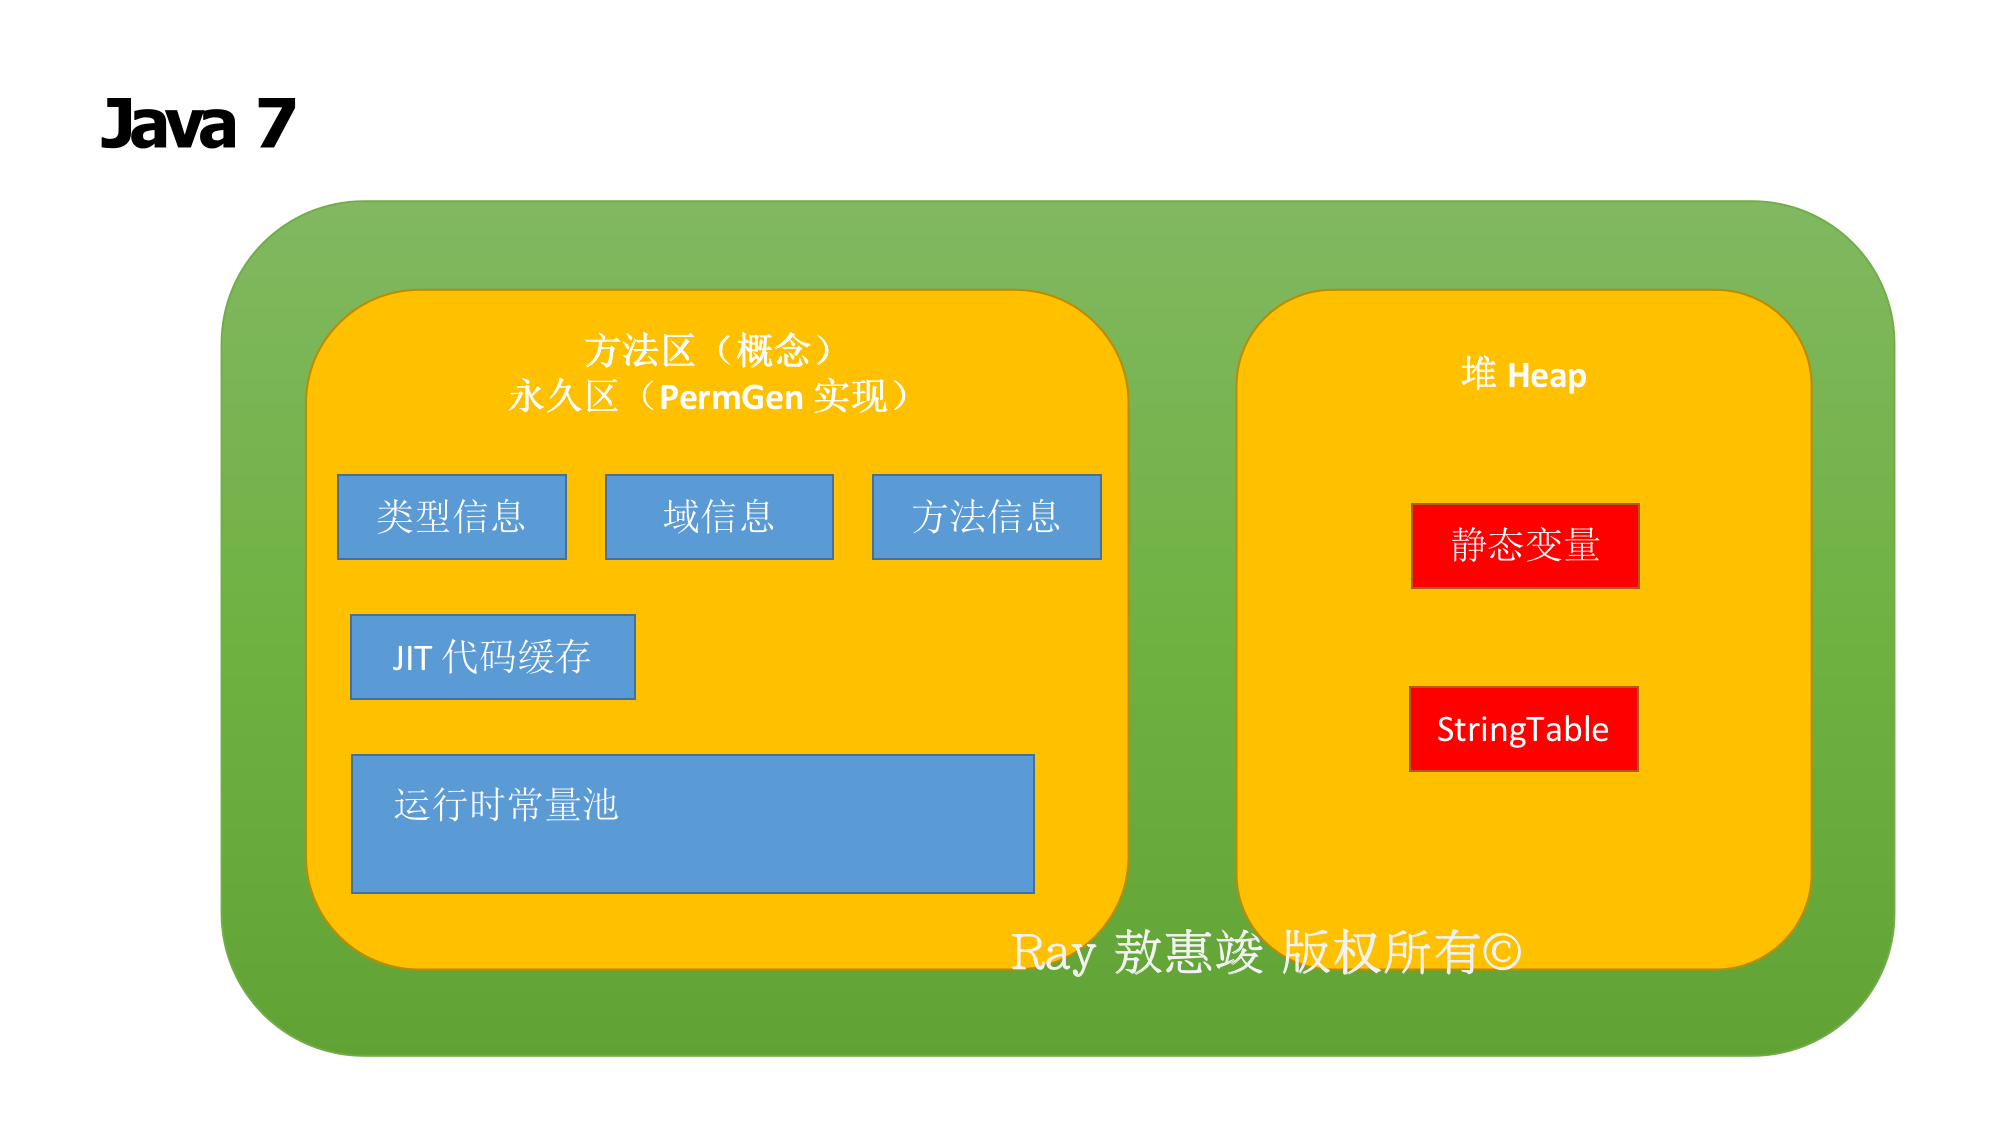 Java 7
方法区（概念）
永久区（PermGen 实现）
类型信息
域信息
方法信息
JIT 代码缓存
运行时常量池
堆 Heap
静态变量
StringTable
Ray 敖惠竣 版权所有©